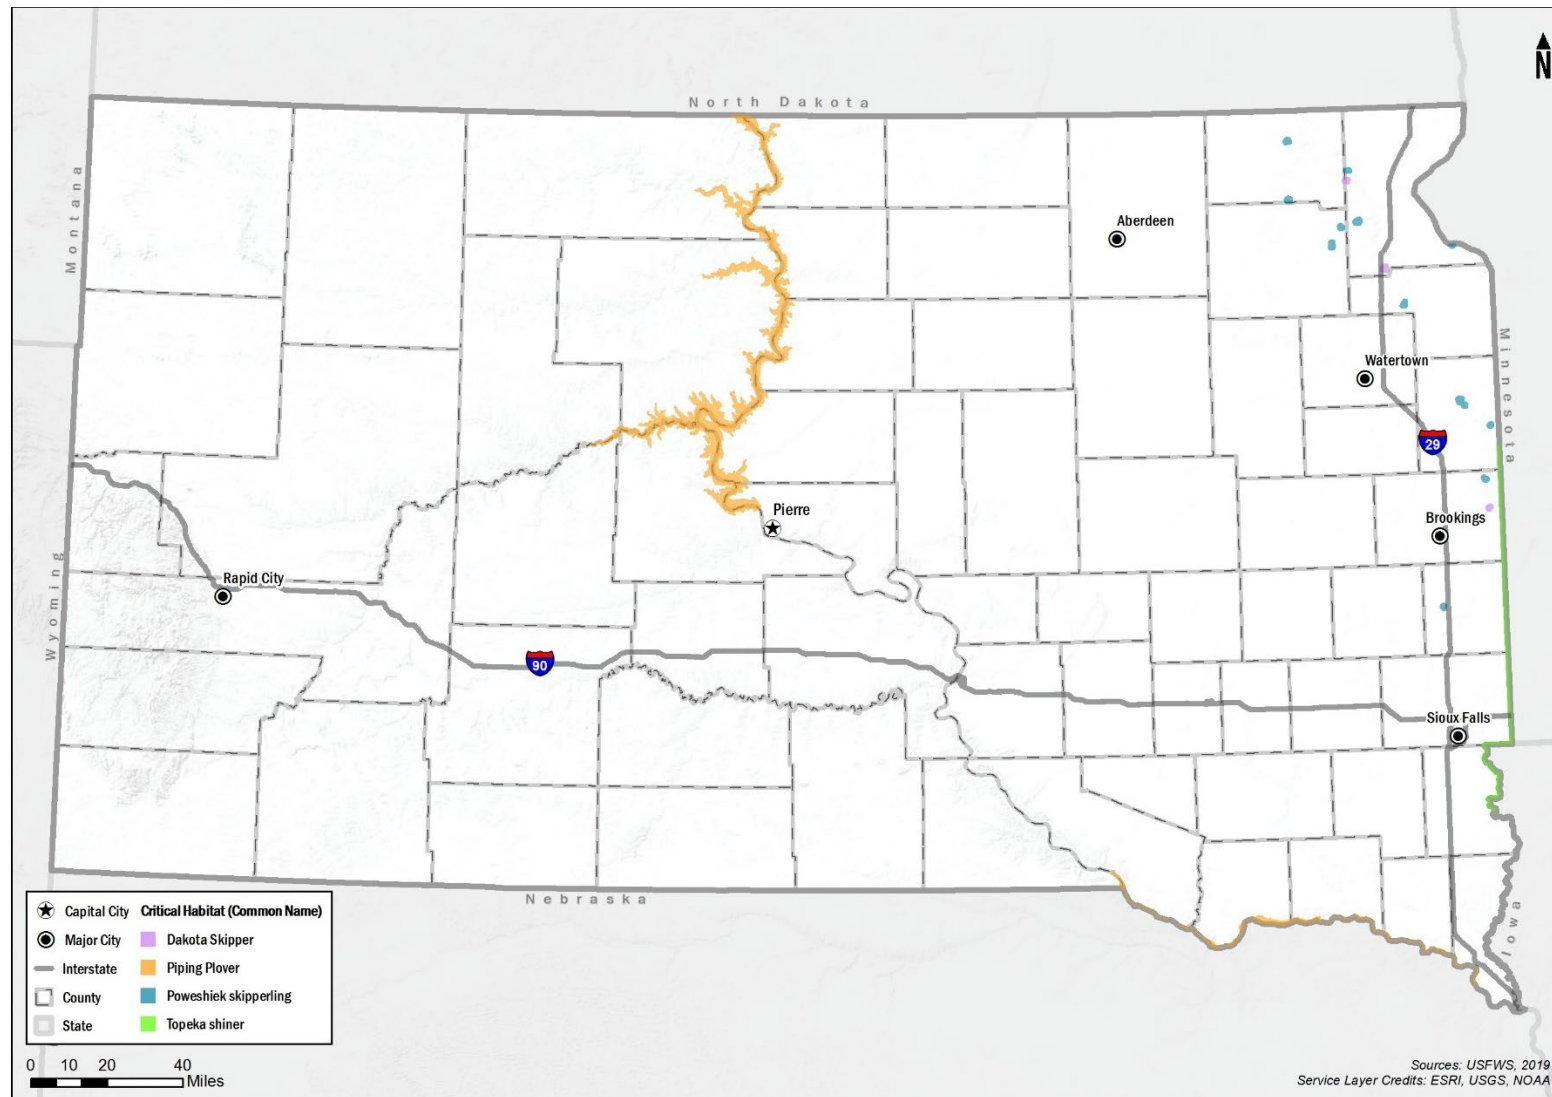 N
North Dakota
Montana
Aberdeen
Minnesota
Watertown
29
Pierre
Brookings
Wyoming
Rapid City
90
Sioux Falls
Nebraska
Iowa
Capital City
Major City
Interstate
County
State
Critical Habitat (Common Name)
Dakota Skipper
Piping Plover
Poweshiek skipperling
Topeka shiner
0 10 20 40
Miles
Sources: USFWS, 2019
Service Layer Credits: ESRI, USGS, NOAA